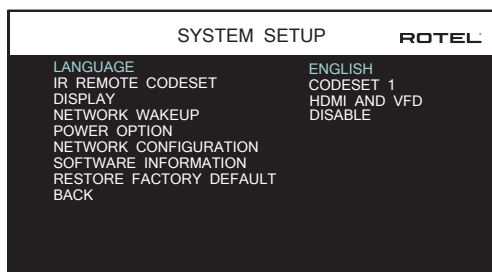 SYSTEM SETUP ROTEL
LANGUAGE ENGLISH
IR REMOTE CODESET CODESET 1
DISPLAY HDMI AND VFD
NETWORK WAKEUP DISABLE
POWER OPTION
NETWORK CONFIGURATION
SOFTWARE INFORMATION
RESTORE FACTORY DEFAULT
BACK